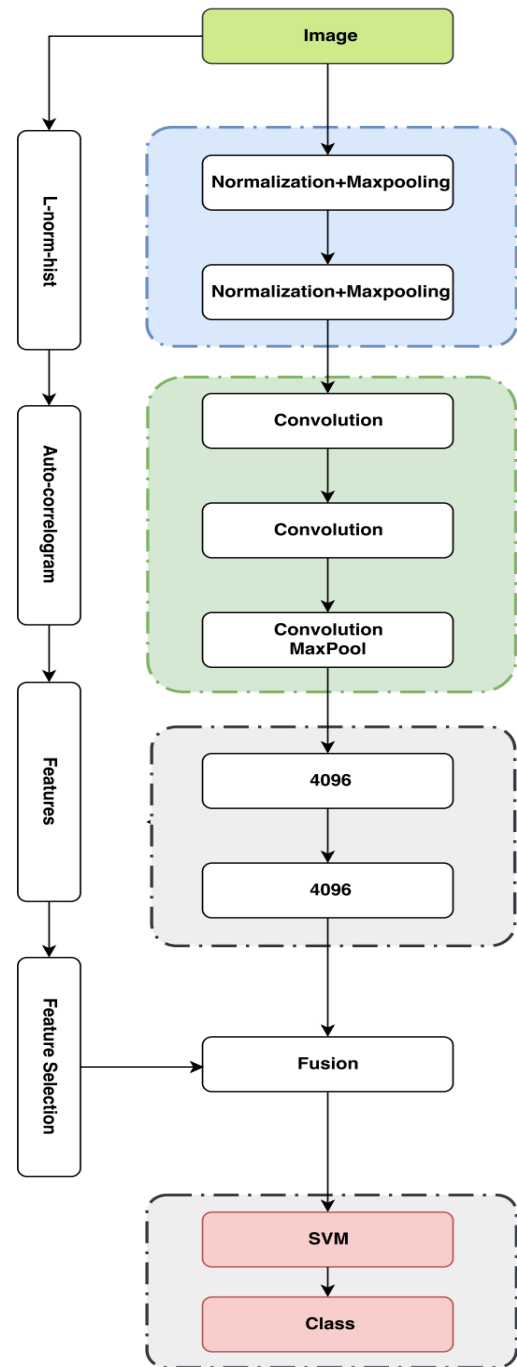 Image
L-norm-hist
Auto-correlogram
Features
Feature Selection
Normalization+Maxpooling
Normalization+Maxpooling
Convolution
Convolution
Convolution
MaxPool
4096
4096
Fusion
SVM
Class